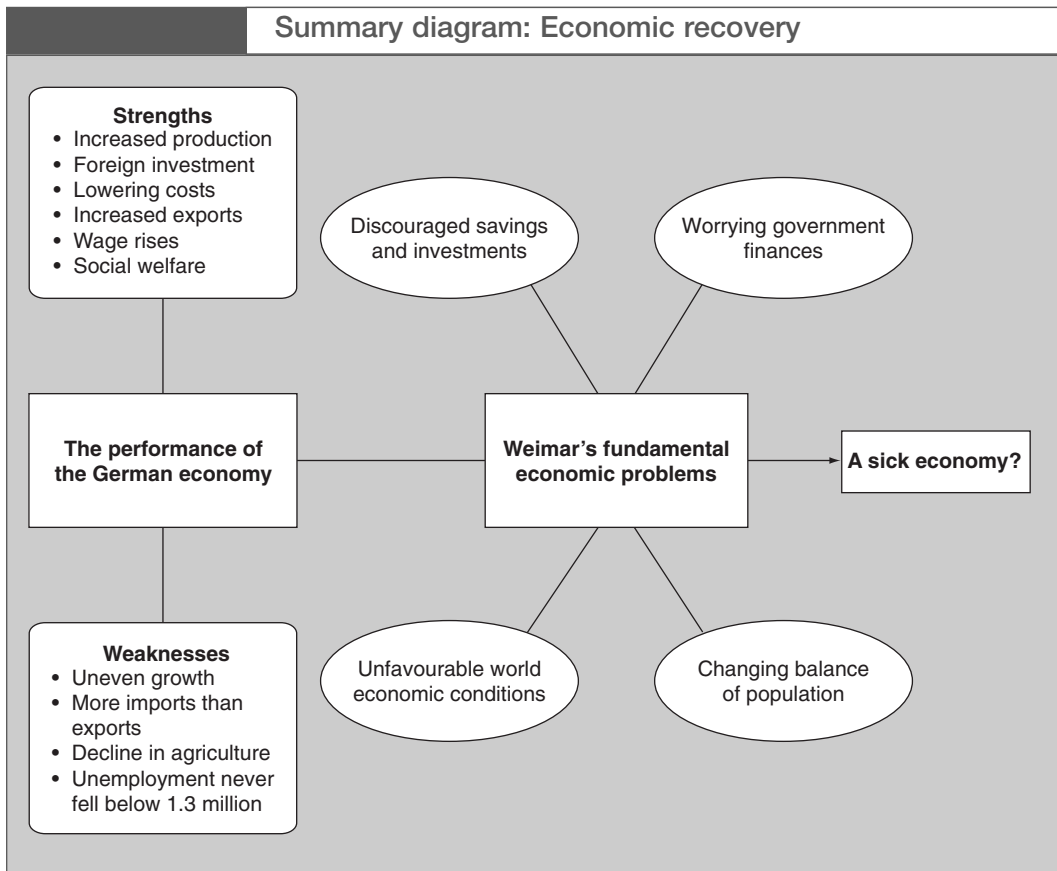 Summary diagram: Economic recovery
Strengths
• Increased production
• Foreign investment
• Lowering costs
• Increased exports
• Wage rises
• Social welfare
Discouraged savings
and investments
Worrying government
finances
The performance of
the German economy
Weimar's fundamental
economic problems
A sick economy?
Weaknesses
• Uneven growth
• More imports than
exports
• Decline in agriculture
• Unemployment never
fell below 1.3 million
Unfavourable world
economic conditions
Changing balance
of population